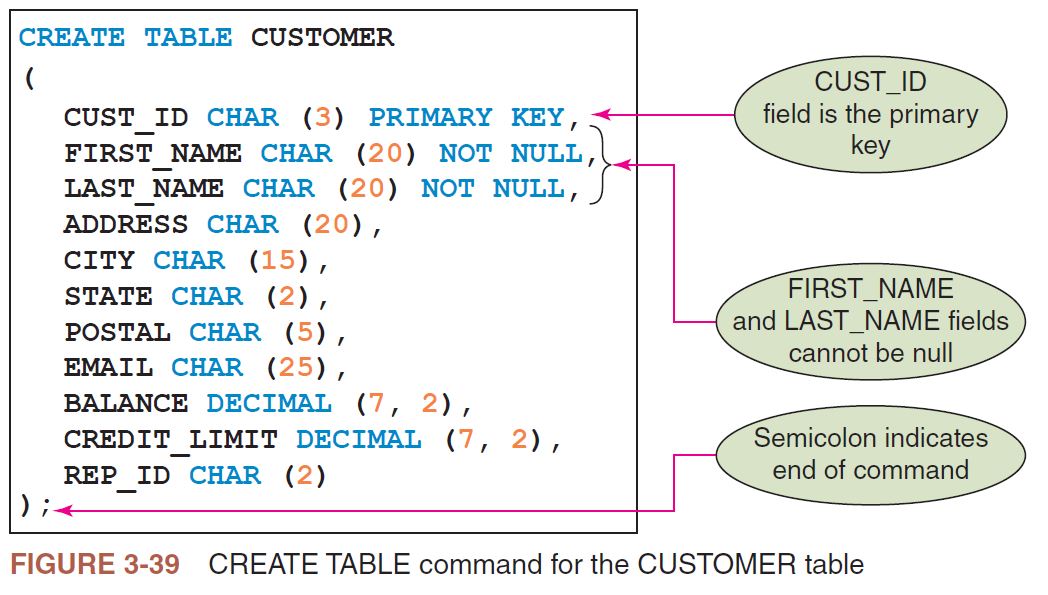 CREATE TABLE CUSTOMER
(
CUST_ID CHAR (3) PRIMARY KEY,
FIRST_NAME CHAR (20) NOT NULL,
LAST_NAME CHAR (20) NOT NULL,
ADDRESS CHAR (20),
CITY CHAR (15),
STATE CHAR (2),
POSTAL CHAR (5),
EMAIL CHAR (25),
BALANCE DECIMAL (7, 2),
CREDIT_LIMIT DECIMAL (7, 2),
REP_ID CHAR (2)
);
CUST_ID
field is the primary
key
FIRST_NAME
and LAST_NAME fields
cannot be null
Semicolon indicates
end of command
FIGURE 3-39 CREATE TABLE command for the CUSTOMER table